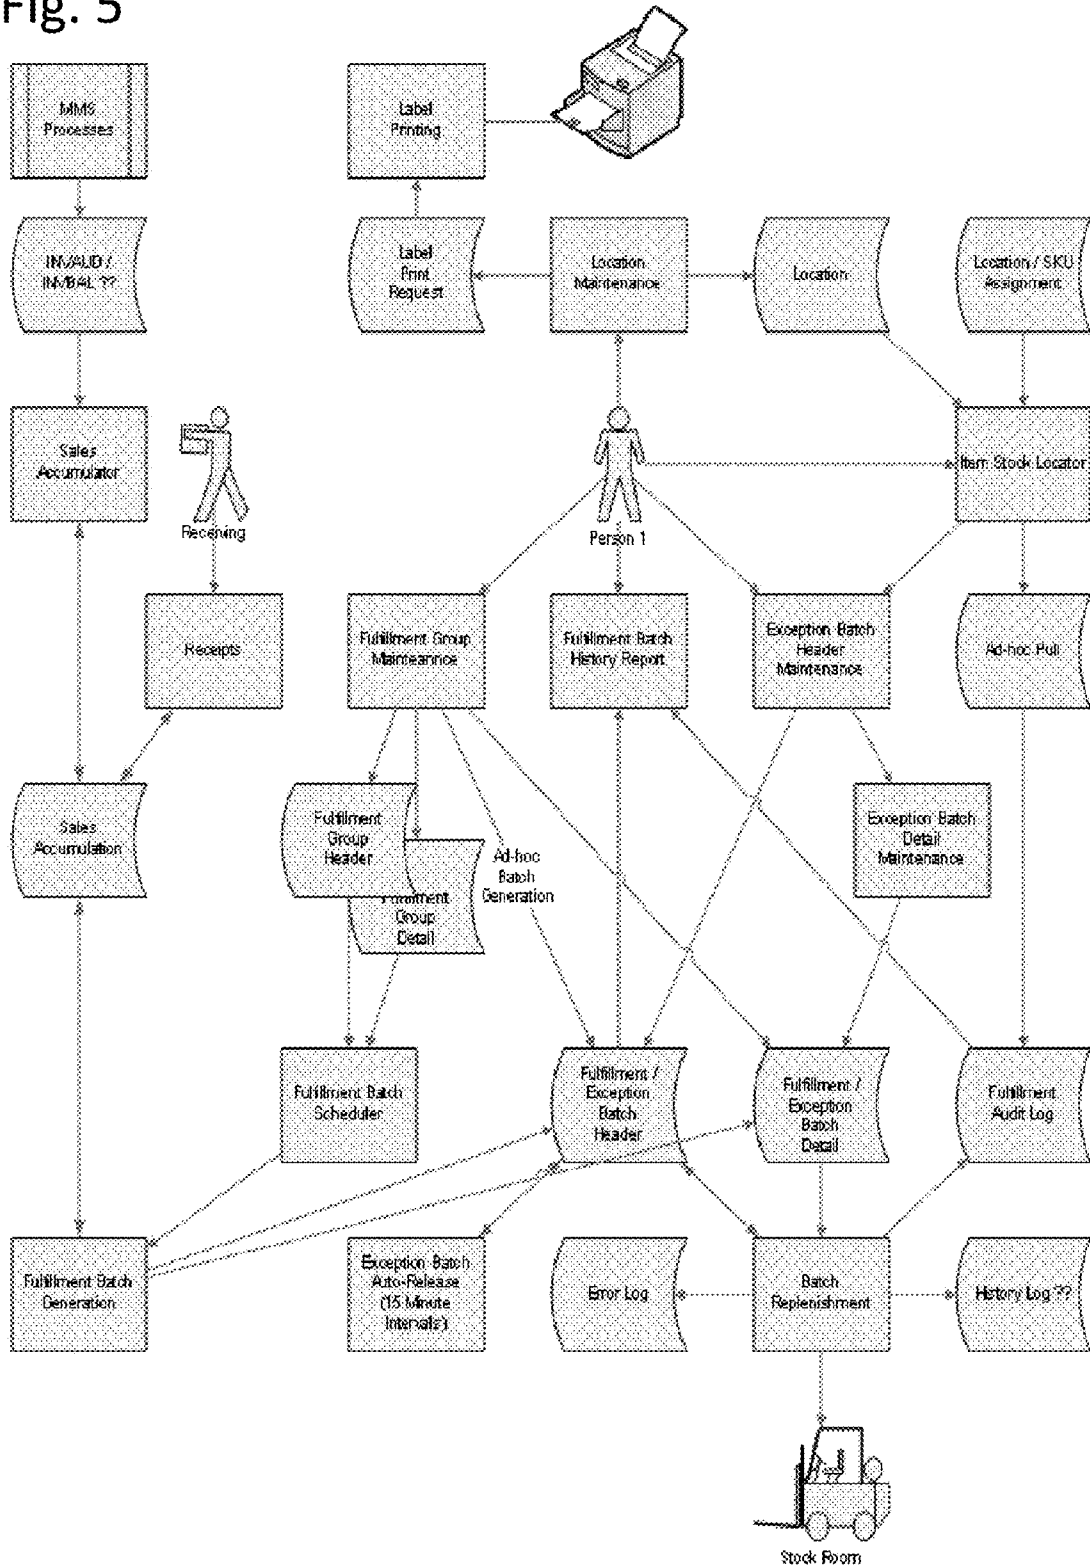 Fig. 5
MMS
Processes
Label
Printing
INVAUD /
INVBAL ??
Label
Print
Request
Location
Maintenance
Location
Location / SKU
Assignment
Sales
Accumulator
Receiving
Person 1
Item Stock Locator
Receipts
Fulfillment Group
Mainteannce
Fulfillment Batch
History Report
Exception Batch
Header
Maintenance
Ad-hoc Pull
Sales
Accumulation
Fulfillment
Group
Header
Fulfillment
Group
Detail
Ad-hoc
Batch
Generation
Exception Batch
Detail
Maintenance
Fulfillment Batch
Scheduler
Fulfillment /
Exception
Batch
Header
Fulfillment /
Exception
Batch
Detail
Fulfillment
Audit Log
Fulfillment Batch
Generation
Exception Batch
Auto-Release
(15 Minute
Intervals)
Error Log
Batch
Replenishment
History Log ??
Stock Room